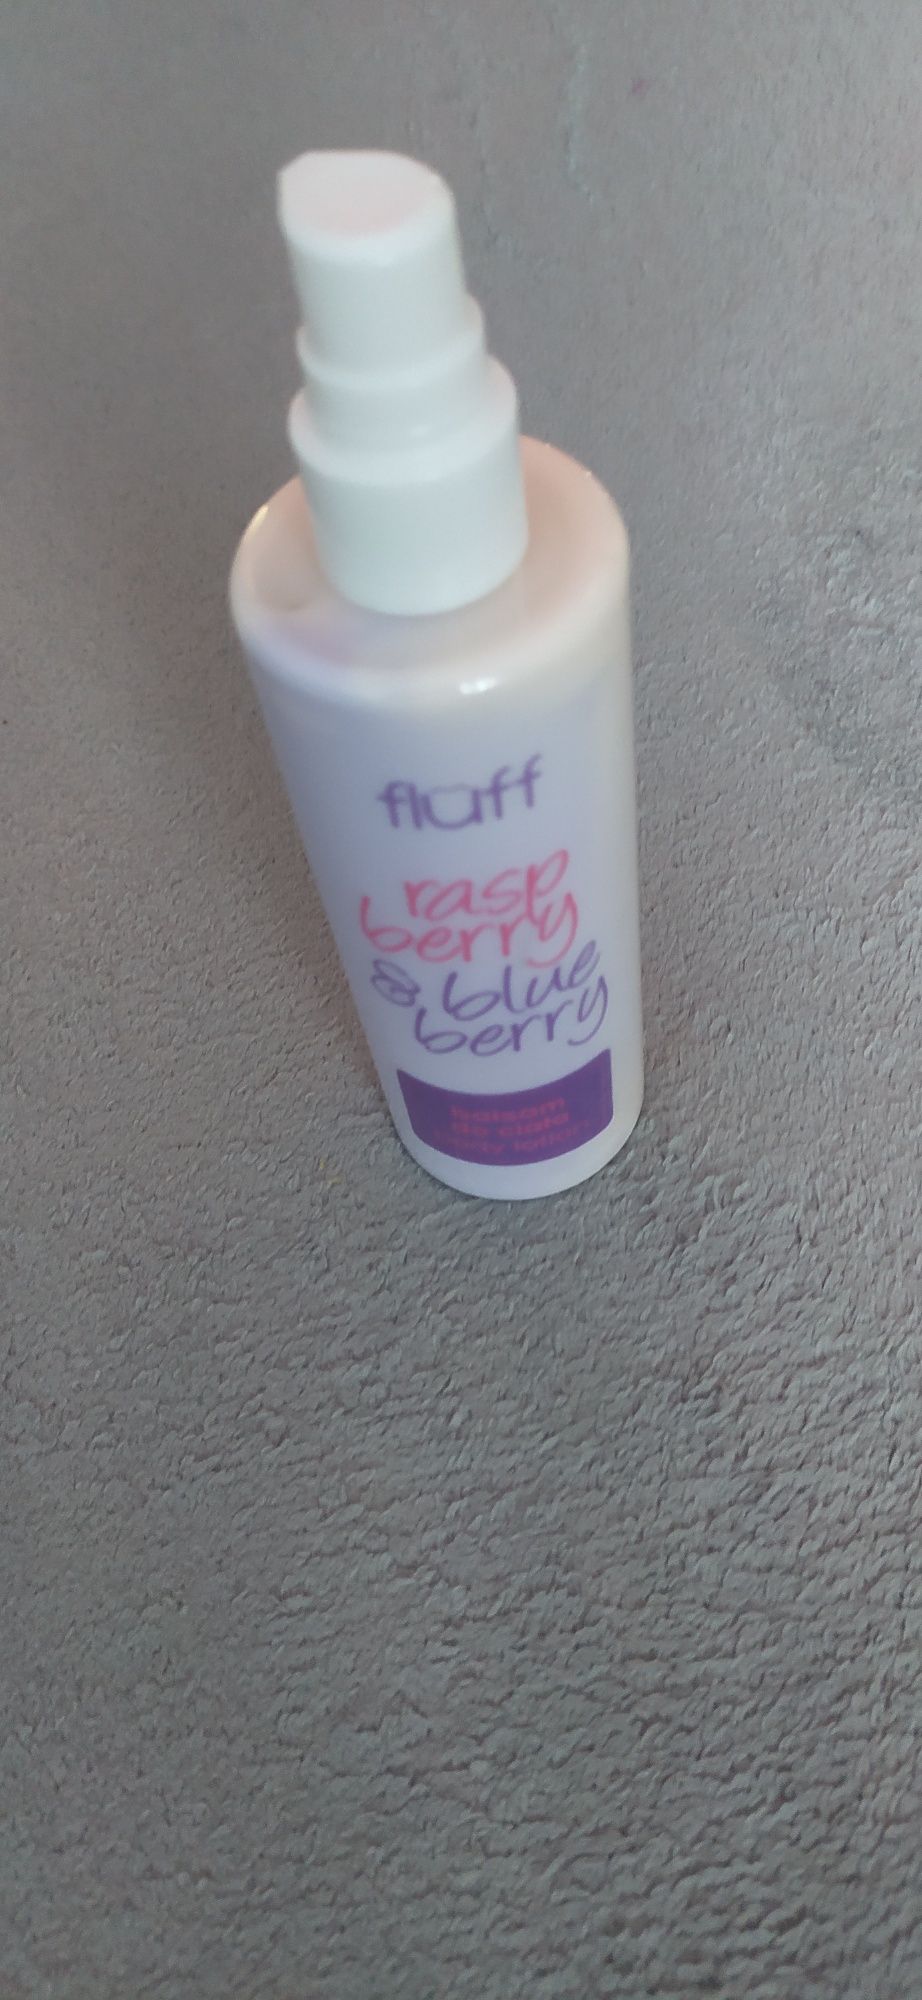 fluff
rasp
berry
& blue
berry
balsam
do ciała
body lotion